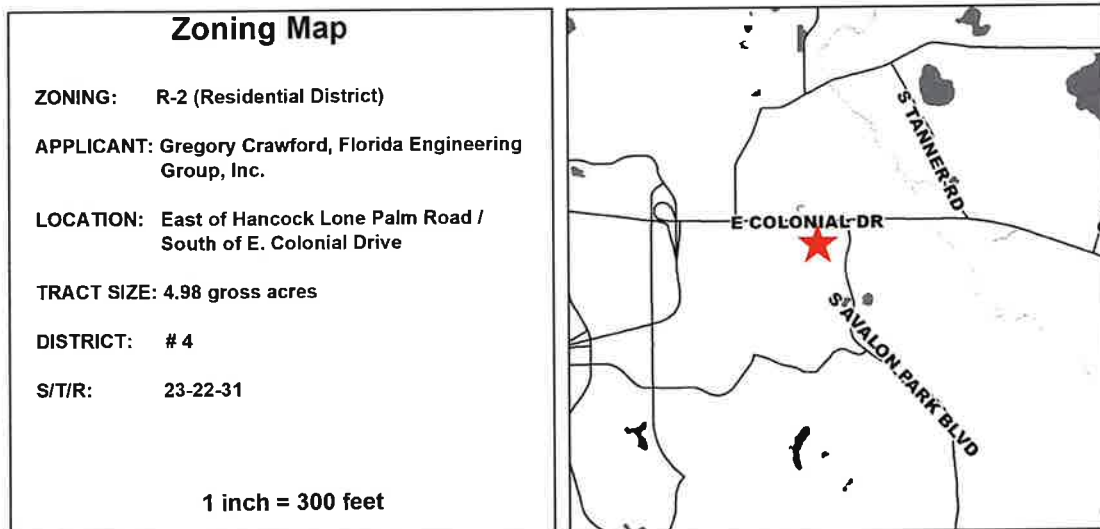 Zoning Map
ZONING: R-2 (Residential District)
APPLICANT: Gregory Crawford, Florida Engineering
Group, Inc.
LOCATION: East of Hancock Lone Palm Road /
South of E. Colonial Drive
TRACT SIZE: 4.98 gross acres
DISTRICT: # 4
S/T/R: 23-22-31
1 inch = 300 feet
S TANNER RD
E COLONIAL DR
S AVALON PARK BLVD